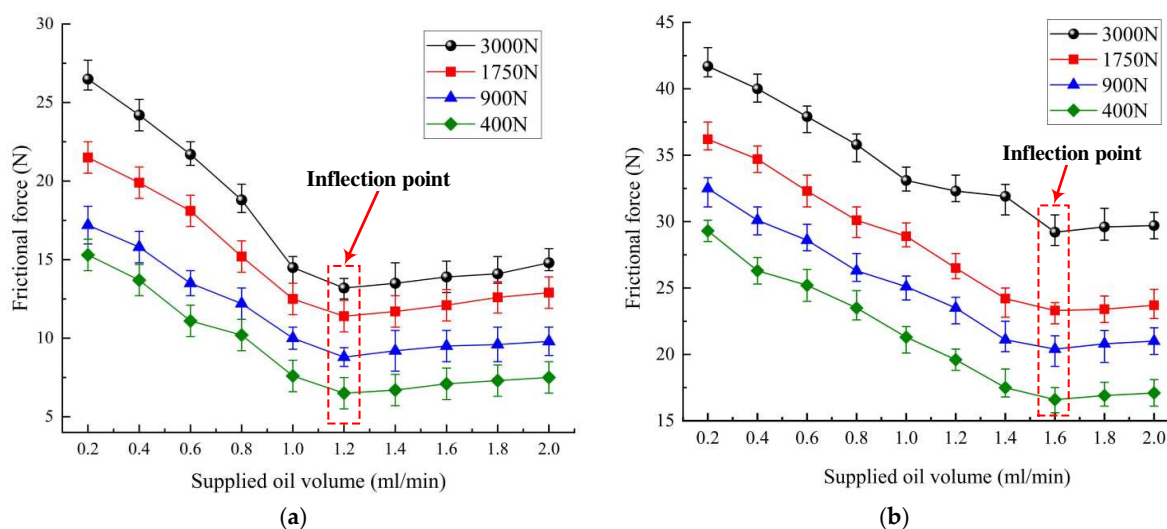 30
25
20
15
10
5
Frictional force (N)
3000N
1750N
900N
400N
Inflection point
0.2 0.4 0.6 0.8 1.0 1.2 1.4 1.6 1.8 2.0
Supplied oil volume (ml/min)
(a)
45
40
35
30
25
20
15
Frictional force (N)
3000N
1750N
900N
400N
Inflection point
0.2 0.4 0.6 0.8 1.0 1.2 1.4 1.6 1.8 2.0
Supplied oil volume (ml/min)
(b)